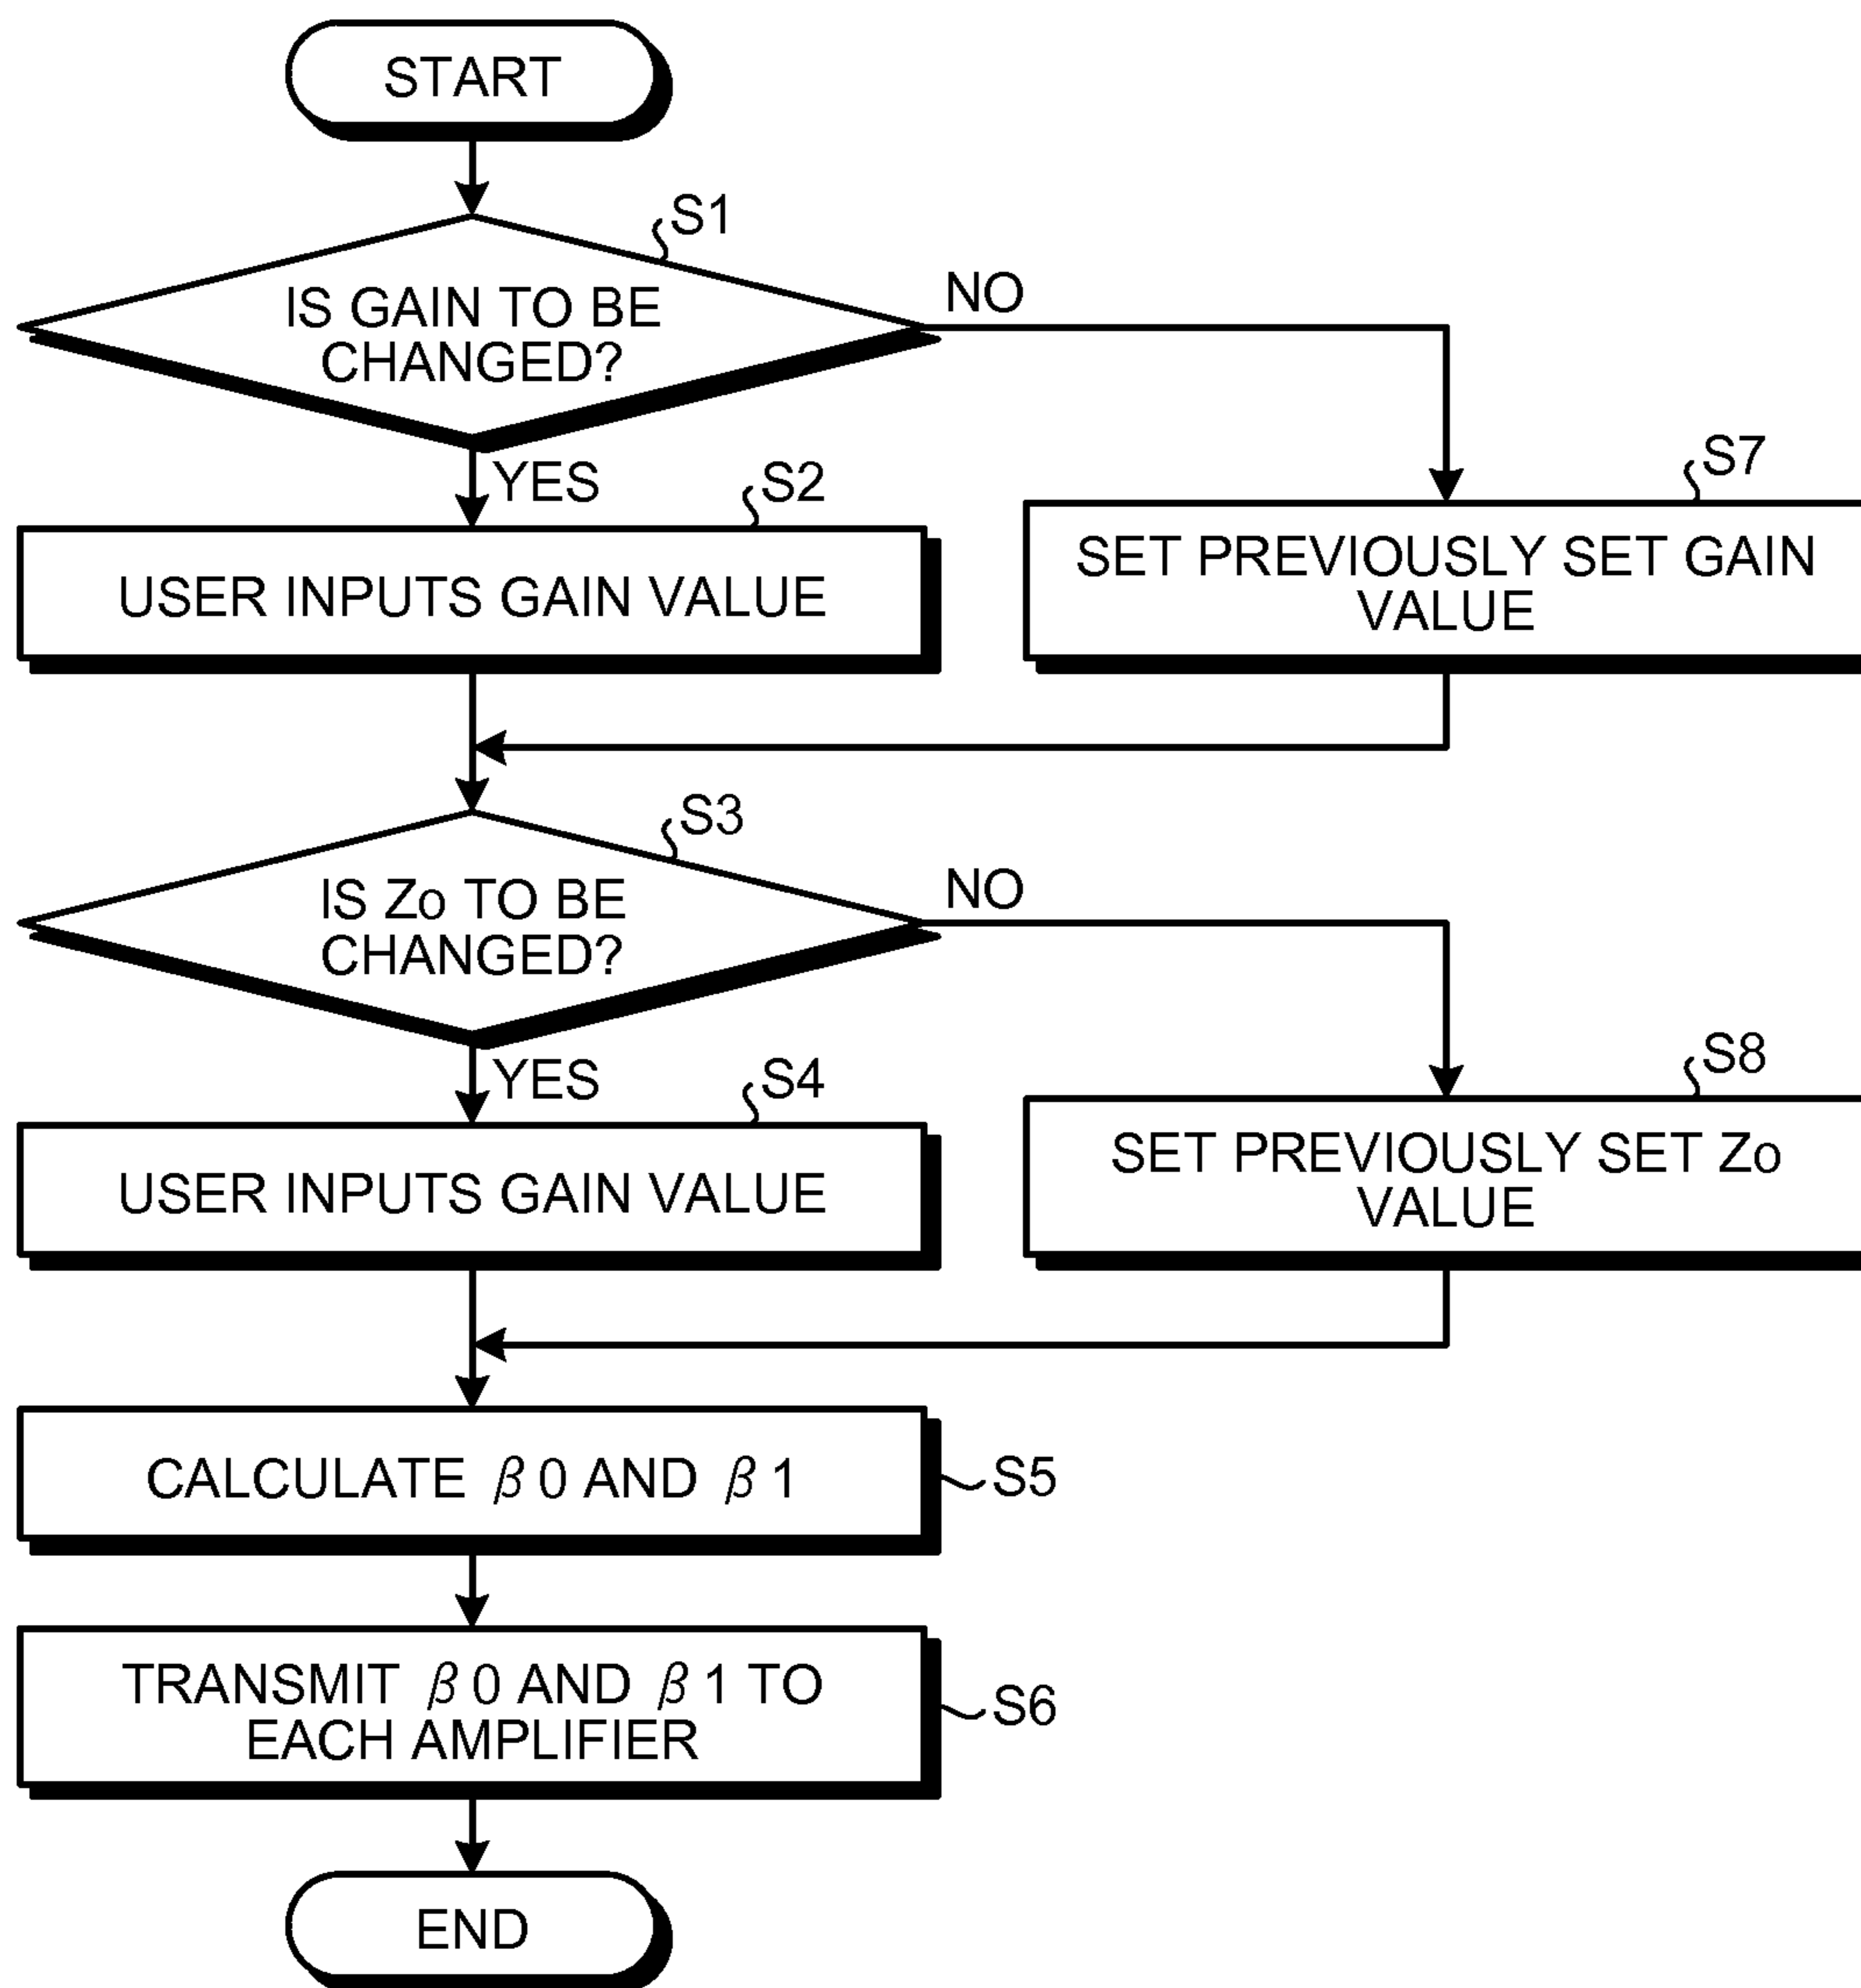 START
S1
IS GAIN TO BE
CHANGED?
NO
YES
S2
USER INPUTS GAIN VALUE
S7
SET PREVIOUSLY SET GAIN
VALUE
S3
IS Zo TO BE
CHANGED?
NO
YES
S4
USER INPUTS GAIN VALUE
S8
SET PREVIOUSLY SET Zo
VALUE
CALCULATE β0 AND β1
S5
TRANSMIT β0 AND β1 TO
EACH AMPLIFIER
S6
END